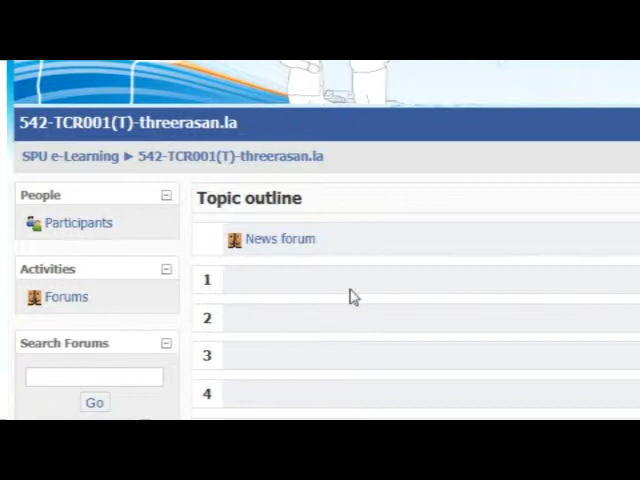 542-TCR001(T)-threerasan.la
SPU e-Learning ► 542-TCR001(T)-threerasan.la
People
Participants
Activities
Forums
Search Forums
Go
Topic outline
News forum
1
2
3
4